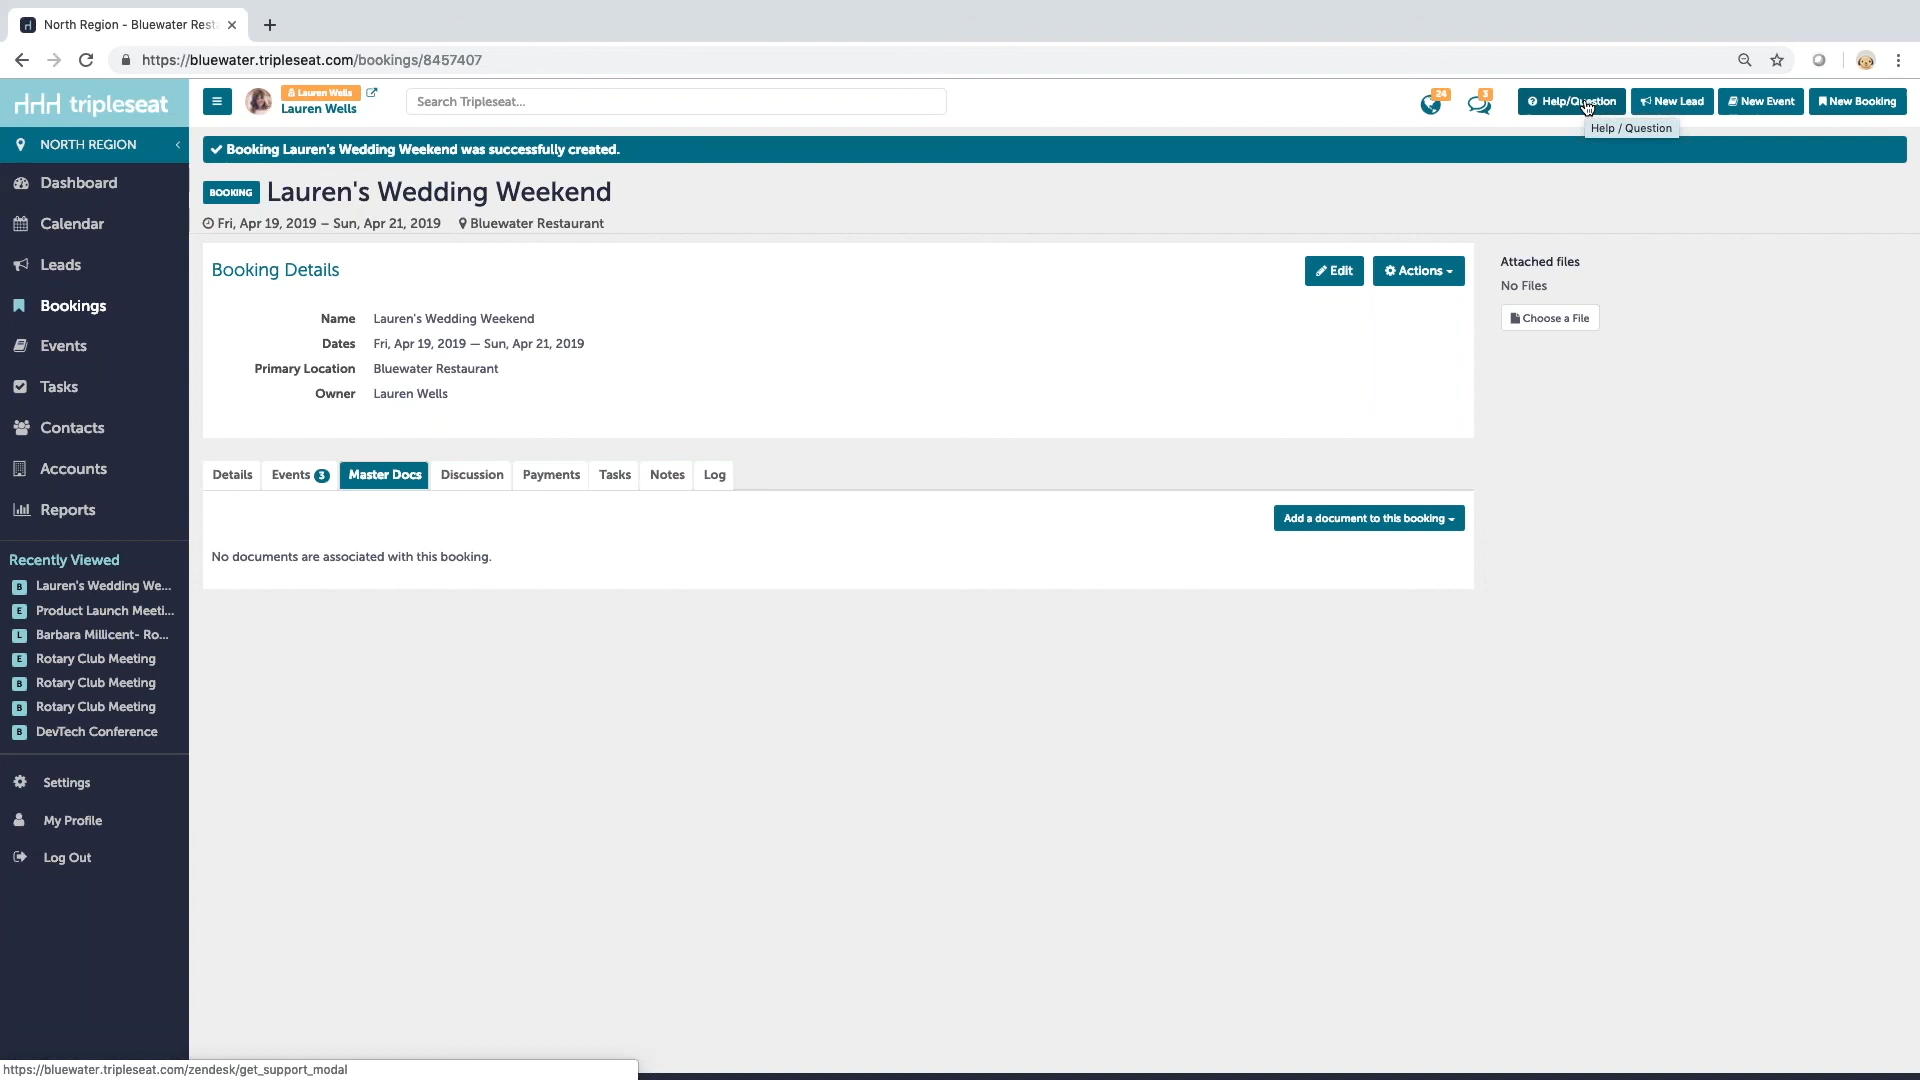 North Region - Bluewater Rest
https://bluewater.tripleseat.com/bookings/8457407
tripleseat
Lauren Wells
Lauren Wells
Search Tripleseat...
24
3
Help/Question
New Lead
New Event
New Booking
Help / Question
NORTH REGION
Dashboard
Calendar
Leads
Bookings
Events
Tasks
Contacts
Accounts
Reports
Recently Viewed
B Lauren's Wedding We...
E Product Launch Meeti...
L Barbara Millicent- Ro...
E Rotary Club Meeting
B Rotary Club Meeting
B Rotary Club Meeting
B DevTech Conference
Settings
My Profile
Log Out
Booking Lauren's Wedding Weekend was successfully created.
BOOKING Lauren's Wedding Weekend
Fri, Apr 19, 2019 – Sun, Apr 21, 2019 Bluewater Restaurant
Booking Details
Edit
Actions
Name Lauren's Wedding Weekend
Dates Fri, Apr 19, 2019 — Sun, Apr 21, 2019
Primary Location Bluewater Restaurant
Owner Lauren Wells
Attached files
No Files
Choose a File
Details Events 3 Master Docs Discussion Payments Tasks Notes Log
Add a document to this booking
No documents are associated with this booking.
https://bluewater.tripleseat.com/zendesk/get_support_modal